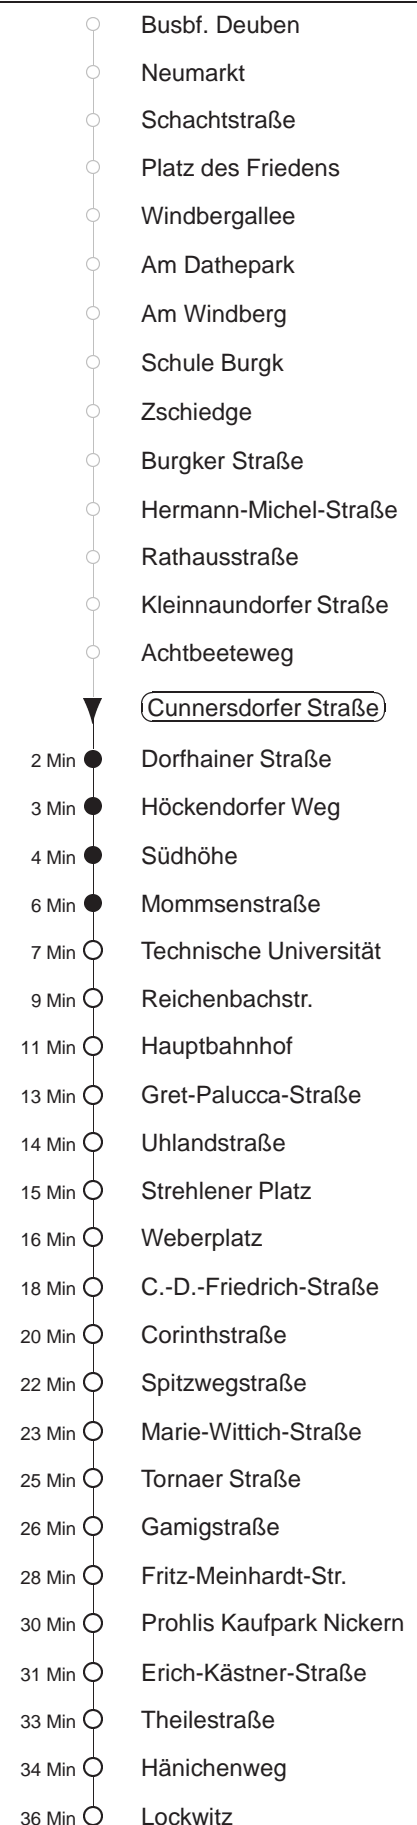 Busbf. Deuben
Neumarkt
Schachtstraße
Platz des Friedens
Windbergallee
Am Dathepark
Am Windberg
Schule Burgk
Zschiedge
Burgker Straße
Hermann-Michel-Straße
Rathausstraße
Kleinnaundorfer Straße
Achtbeeteweg
Cunnersdorfer Straße
2 Min Dorfhainer Straße
3 Min Höckendorfer Weg
4 Min Südhöhe
6 Min Mommsenstraße
7 Min Technische Universität
9 Min Reichenbachstr.
11 Min Hauptbahnhof
13 Min Gret-Palucca-Straße
14 Min Uhlandstraße
15 Min Strehlener Platz
16 Min Weberplatz
18 Min C.-D.-Friedrich-Straße
20 Min Corinthstraße
22 Min Spitzwegstraße
23 Min Marie-Wittich-Straße
25 Min Tornaer Straße
26 Min Gamigstraße
28 Min Fritz-Meinhardt-Str.
30 Min Prohlis Kaufpark Nickern
31 Min Erich-Kästner-Straße
33 Min Theilestraße
34 Min Hänichenweg
36 Min Lockwitz